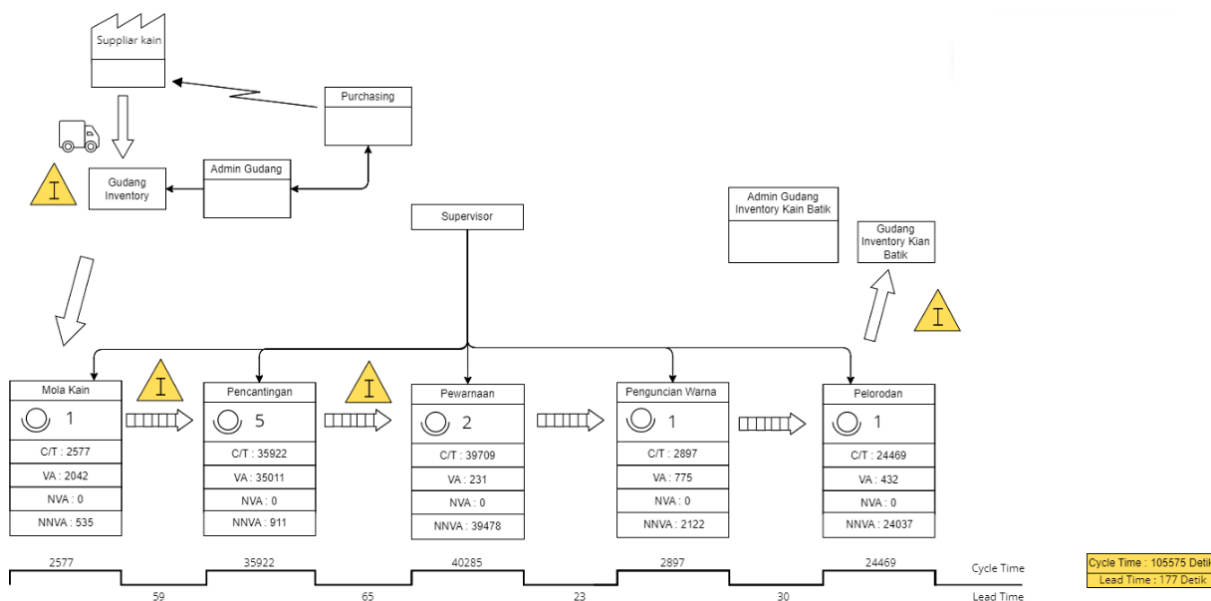 Suppliar kain
Purchasing
Admin Gudang
Gudang
Inventory
I
Supervisor
Admin Gudang
Inventory Kain Batik
Gudang
Inventory Kian
Batik
I
I
I
Mola Kain
1
C/T : 2577
VA : 2042
NVA : 0
NNVA : 535
Pencantingan
5
C/T : 35922
VA : 35011
NVA : 0
NNVA : 911
Pewarnaan
2
C/T : 39709
VA : 231
NVA : 0
NNVA : 39478
Penguncian Warna
1
C/T : 2897
VA : 775
NVA : 0
NNVA : 2122
Pelorodan
1
C/T : 24469
VA : 432
NVA : 0
NNVA : 24037
2577
35922
40285
2897
24469
Cycle Time
59
65
23
30
Lead Time
Cycle Time : 105575 Detik
Lead Time : 177 Detik